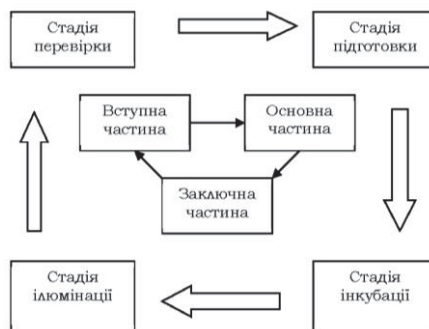 Стадія
перевірки
Стадія
підготовки
Вступна
частина
Основна
частина
Заключна
частина
Стадія
ілюмінації
Стадія
інкубації